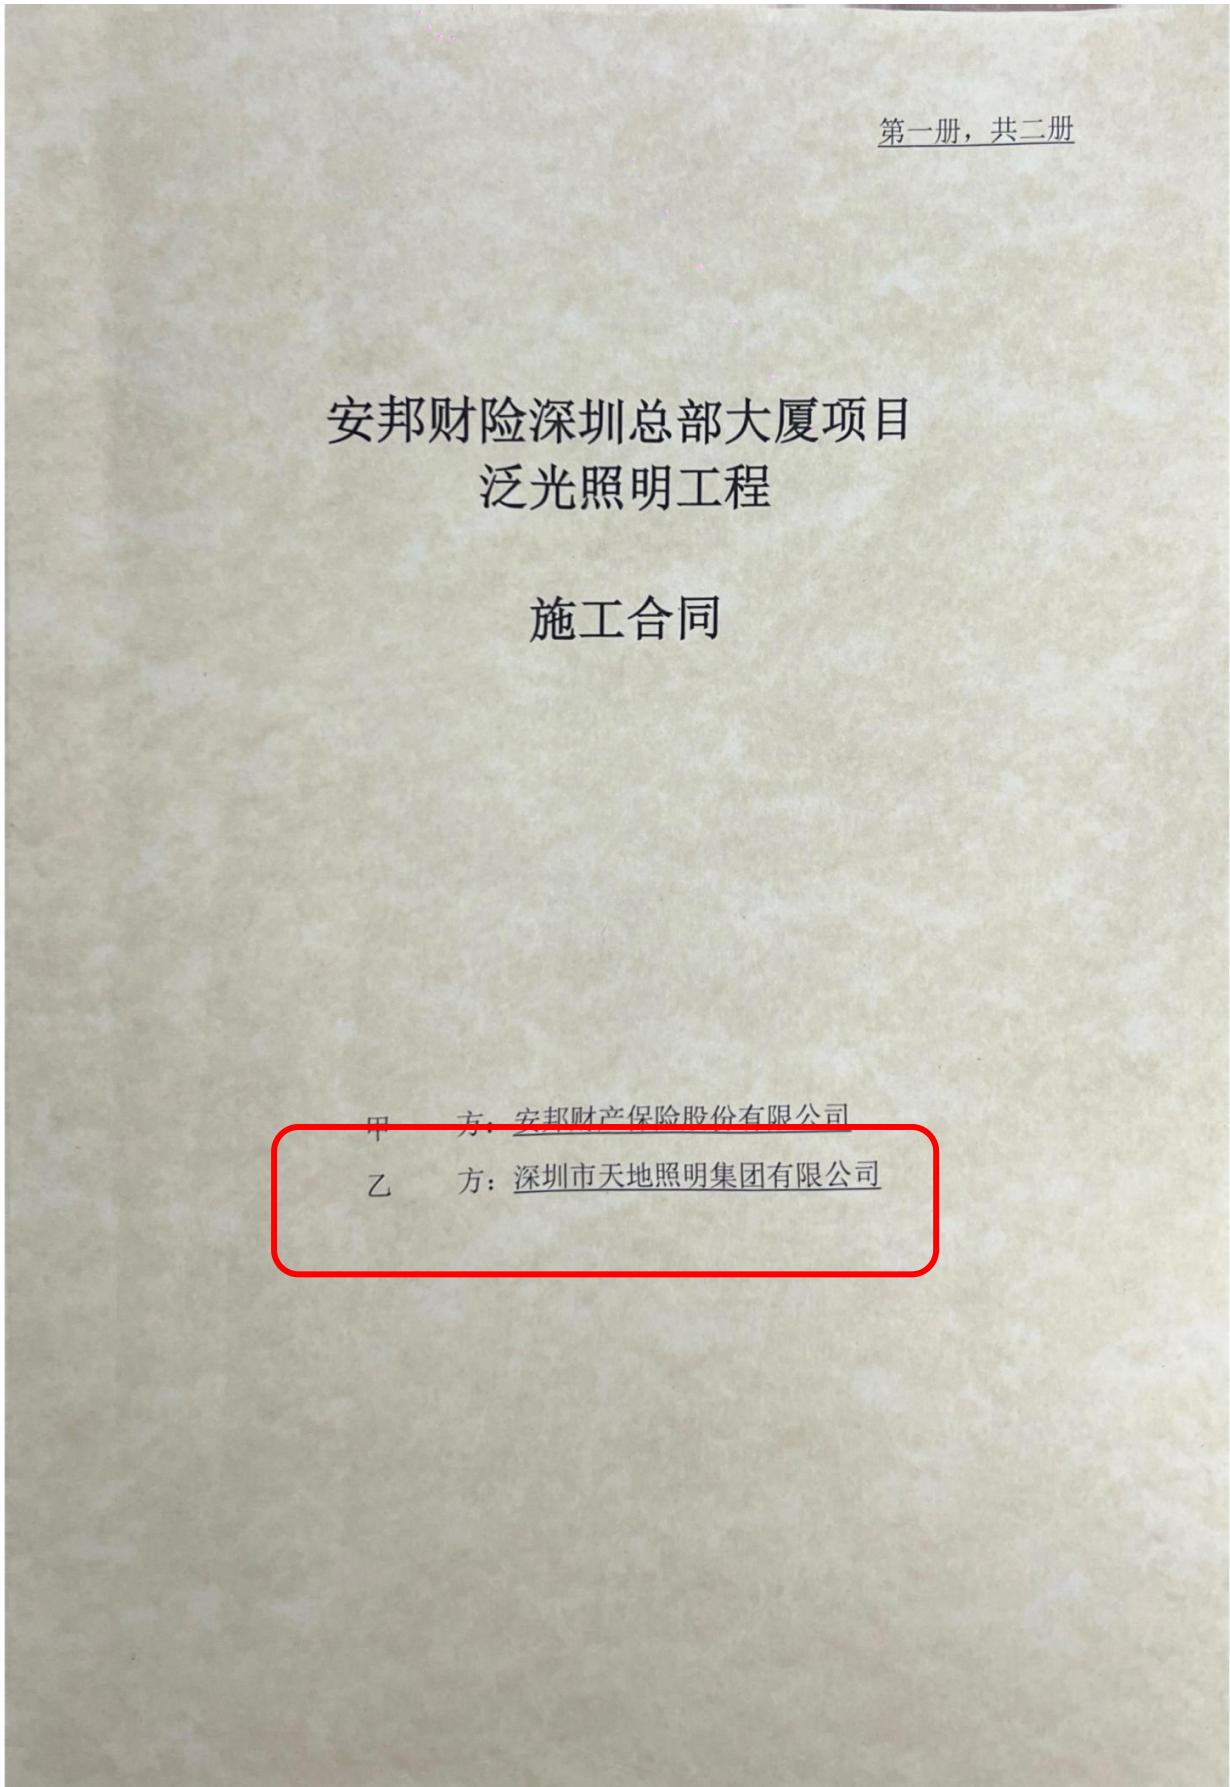 第一册，共二册
安邦财险深圳总部大厦项目
泛光照明工程
施工合同
甲 方：安邦财产保险股份有限公司
乙 方：深圳市天地照明集团有限公司